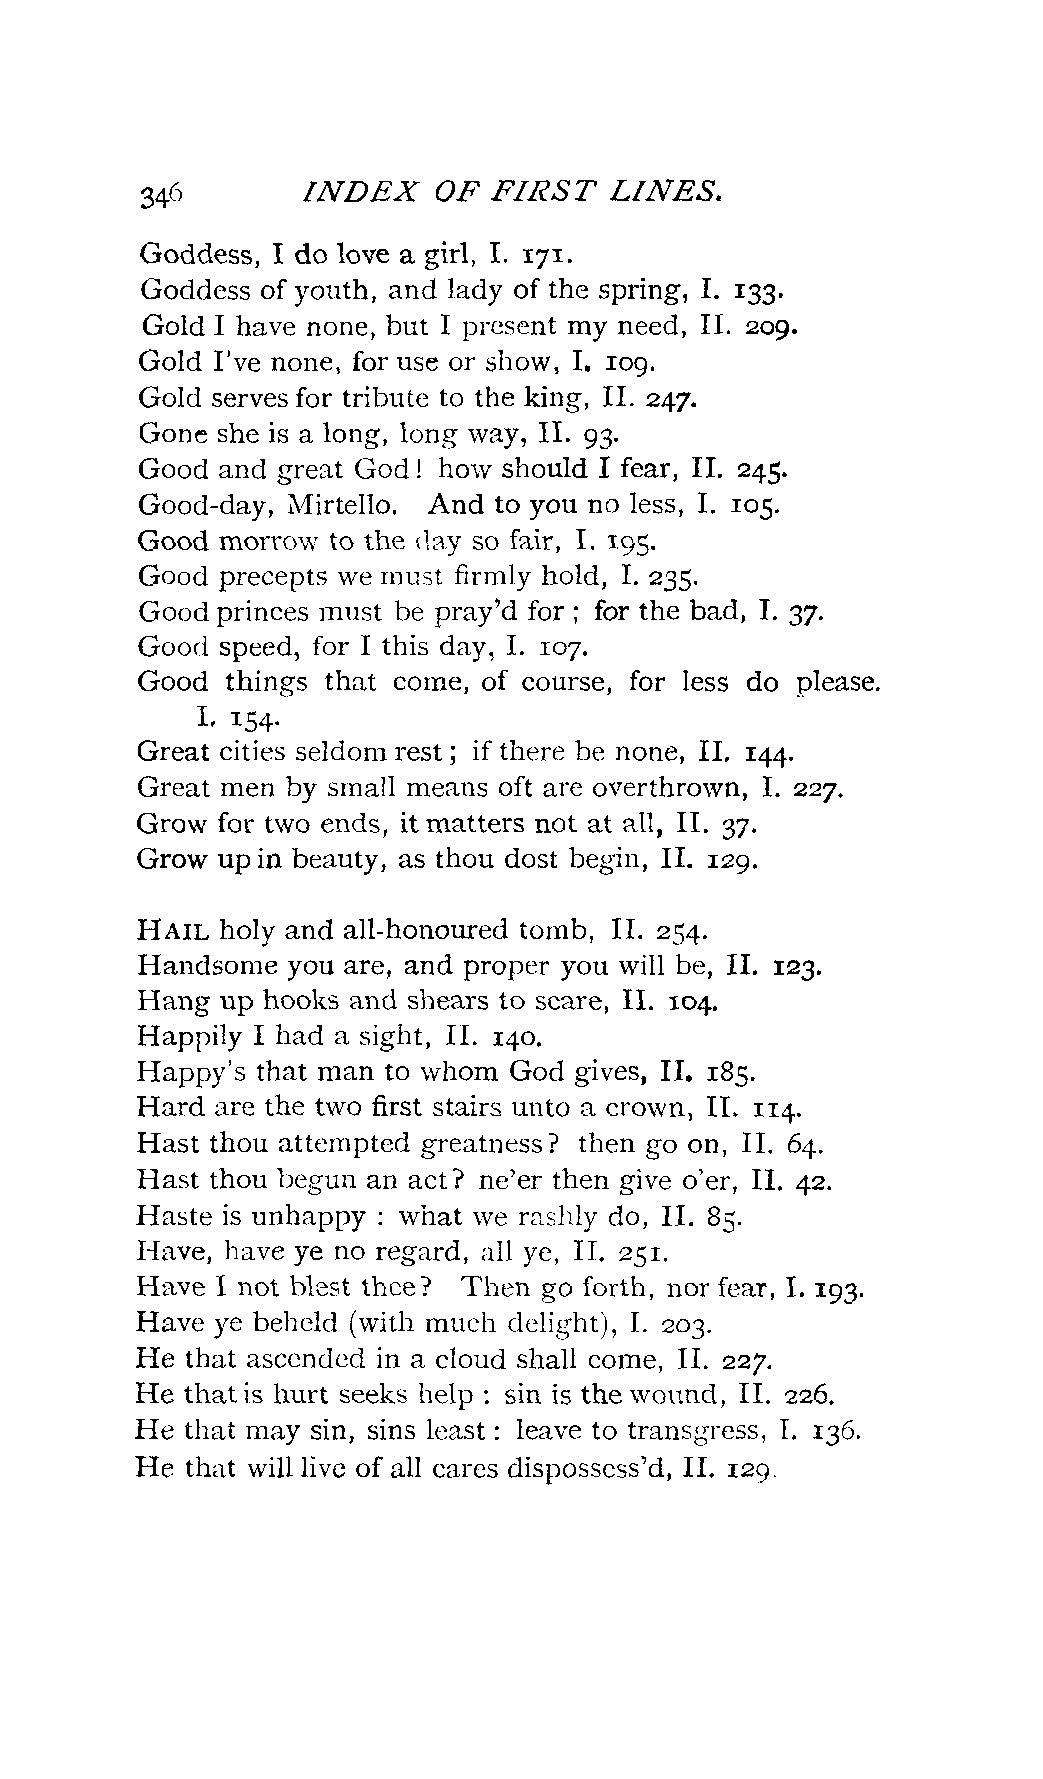 346 INDEX OF FIRST LINES.
Goddess, I do love a girl, I. 171.
Goddess of youth, and lady of the spring, I. 133.
Gold I have none, but I present my need, II. 209.
Gold I've none, for use or show, I. 109.
Gold serves for tribute to the king, II. 247.
Gone she is a long, long way, II. 93.
Good and great God! how should I fear, II. 245.
Good-day, Mirtello. And to you no less, I. 105.
Good morrow to the day so fair, I. 195.
Good precepts we must firmly hold, I. 235.
Good princes must be pray'd for; for the bad, I. 37.
Good speed, for I this day, I. 107.
Good things that come, of course, for less do please.
I. 154.
Great cities seldom rest; if there be none, II. 144.
Great men by small means oft are overthrown, I. 227.
Grow for two ends, it matters not at all, II. 37.
Grow up in beauty, as thou dost begin, II. 129.
HAIL holy and all-honoured tomb, II. 254.
Handsome you are, and proper you will be, II. 123.
Hang up hooks and shears to scare, II. 104.
Happily I had a sight, II. 140.
Happy's that man to whom God gives, II. 185.
Hard are the two first stairs unto a crown, II. 114.
Hast thou attempted greatness? then go on, II. 64.
Hast thou begun an act? ne'er then give o'er, II. 42.
Haste is unhappy : what we rashly do, II. 85.
Have, have ye no regard, all ye, II. 251.
Have I not blest thee? Then go forth, nor fear, I. 193.
Have ye beheld (with much delight), I. 203.
He that ascended in a cloud shall come, II. 227.
He that is hurt seeks help : sin is the wound, II. 226.
He that may sin, sins least : leave to transgress, I. 136.
He that will live of all cares dispossess'd, II. 129.